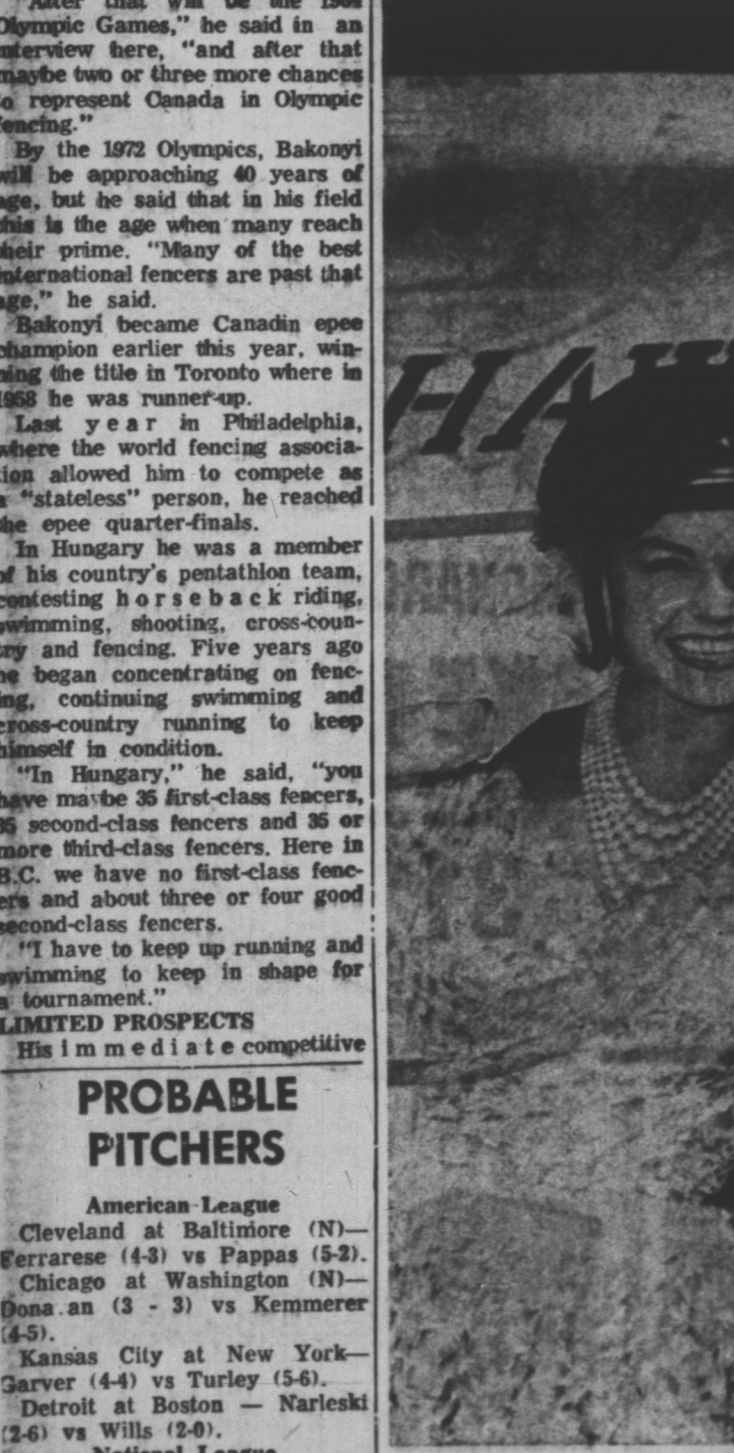 "After that will be the 1964
Olympic Games," he said in an
interview here, "and after that
maybe two or three more chances
to represent Canada in Olympic
fencing."
By the 1972 Olympics, Bakonyi
will be approaching 40 years of
age, but he said that in his field
this is the age when many reach
their prime. "Many of the best
international fencers are past that
age," he said.
Bakonyi became Canadin epee
champion earlier this year, win-
ning the title in Toronto where in
1958 he was runner-up.
Last year in Philadelphia,
where the world fencing associa-
tion allowed him to compete as
a "stateless" person, he reached
the epee quarter-finals.
In Hungary he was a member
of his country's pentathlon team,
contesting horseback riding,
swimming, shooting, cross-coun-
try and fencing. Five years ago
he began concentrating on fenc-
ing, continuing swimming and
cross-country running to keep
himself in condition.
"In Hungary," he said, "you
have maybe 35 first-class fencers,
35 second-class fencers and 35 or
more third-class fencers. Here in
B.C. we have no first-class fenc-
ers and about three or four good
second-class fencers.
"I have to keep up running and
swimming to keep in shape for
a tournament."
LIMITED PROSPECTS
His immediate competitive
PROBABLE
PITCHERS
American League
Cleveland at Baltimore (N)—
Ferrarese (4-3) vs Pappas (5-2).
Chicago at Washington (N)—
Dona an (3 - 3) vs Kemmerer
(4-5).
Kansas City at New York—
Garver (4-4) vs Turley (5-6).
Detroit at Boston — Narleski
(2-6) vs Wills (2-0).
National League
HAW